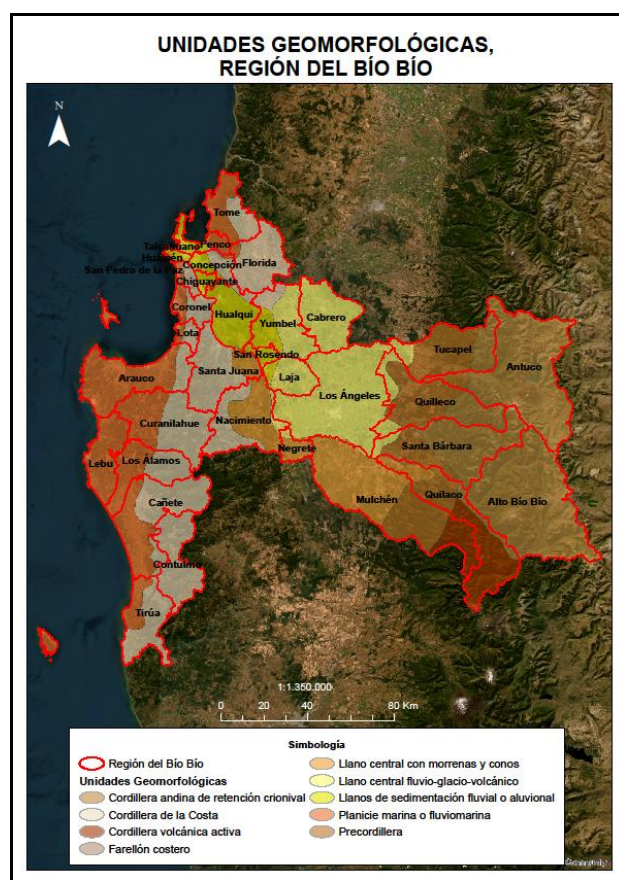 UNIDADES GEOMORFOLÓGICAS,
REGIÓN DEL BÍO BÍO
N
Tome
Talcahuano
Penco
Hualpén
Concepción
Florida
San Pedro de la Paz
Chiguayante
Coronel
Hualqui
Yumbel
Cabrero
Lota
San Rosendo
Tucapel
Antuco
Santa Juana
Laja
Arauco
Los Ángeles
Quilleco
Curanilahue
Nacimiento
Negrete
Santa Bárbara
Lebu
Los Álamos
Cañete
Mulchén
Quilaco
Alto Bío Bío
Contulmo
Tirúa
1:1.350.000
0 20 40 80 Km
Simbología
Región del Bío Bío
Unidades Geomorfológicas
Cordillera andina de retención crionival
Cordillera de la Costa
Cordillera volcánica activa
Farellón costero
Llano central con morrenas y conos
Llano central fluvio-glacio-volcánico
Llanos de sedimentación fluvial o aluvional
Planicie marina o fluviomarina
Precordillera